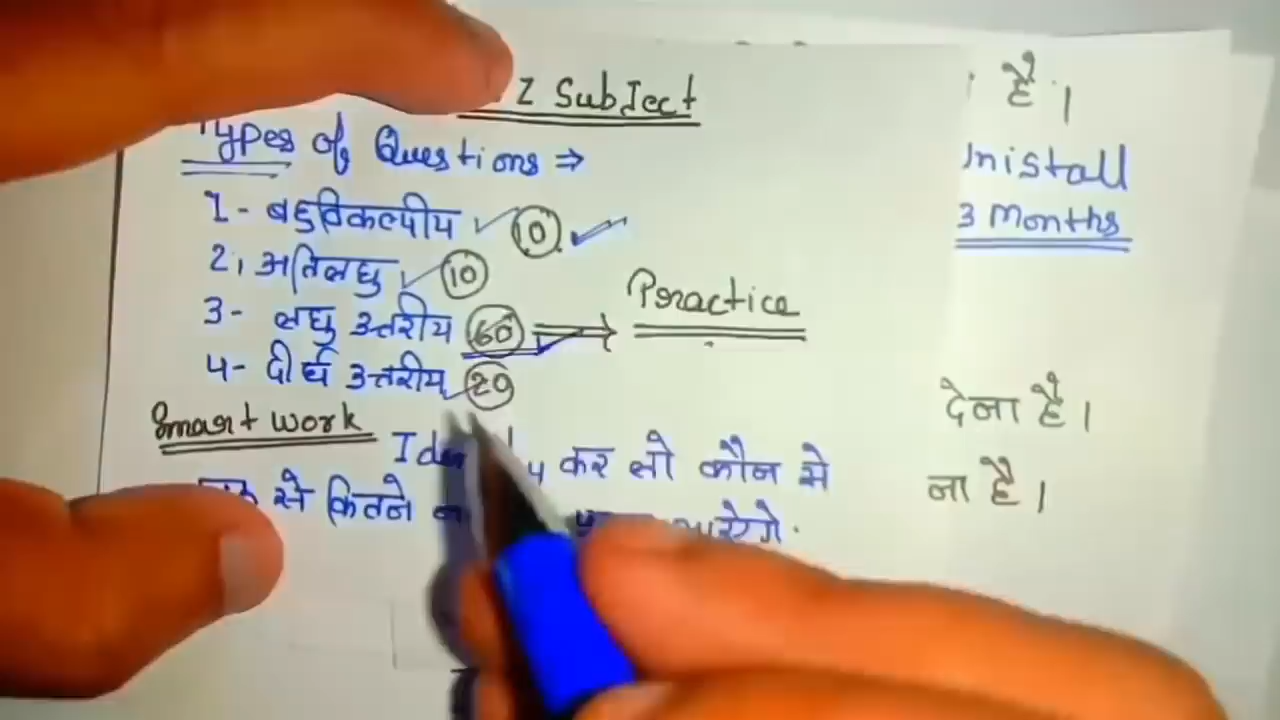 Z SubJect
Types of Questions ⇒
1- बहुविकल्पीय ✓ 10 ✓
2, अतिलघु ✓ 10
3- लघु उत्तरीय 60 ⇒ Practice
4- दीर्घ उत्तरीय 20
Smart work
कर लो कौन से
से कितने
है।
Inistall
3 Months
देना है।
ना है।